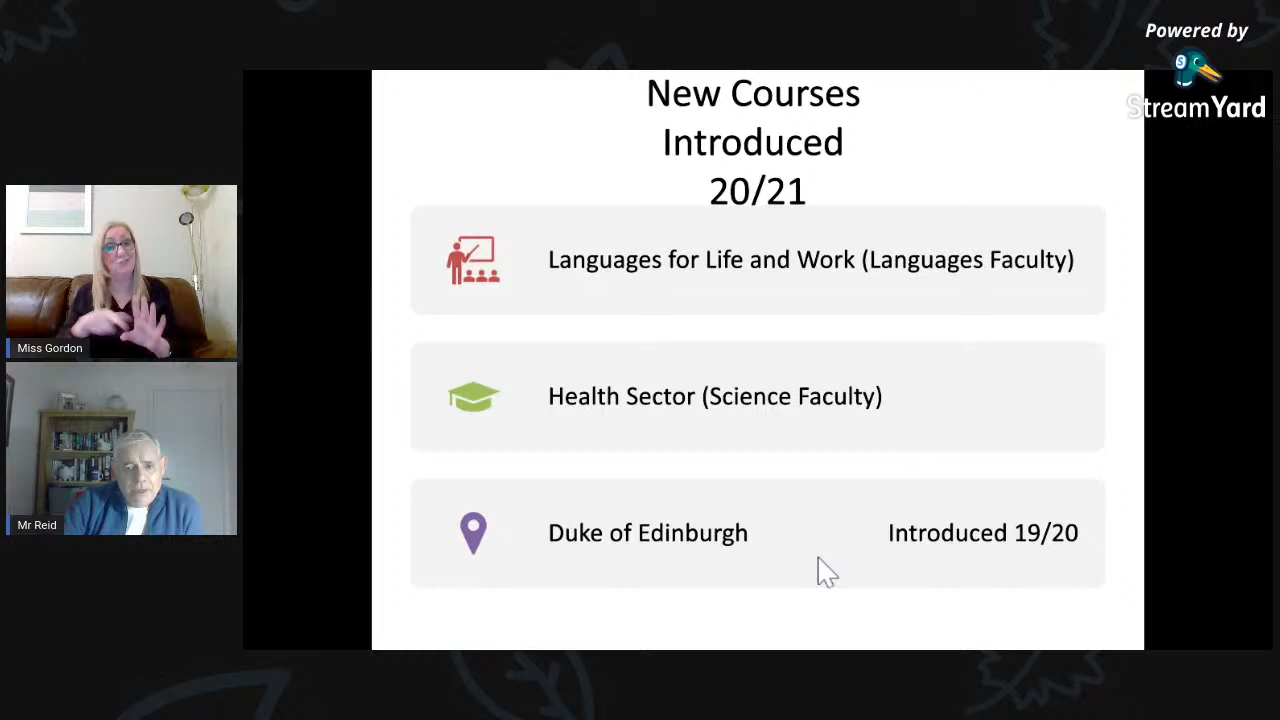 Powered by
StreamYard
New Courses
Introduced
20/21
Languages for Life and Work (Languages Faculty)
Health Sector (Science Faculty)
Duke of Edinburgh Introduced 19/20
Miss Gordon
Mr Reid